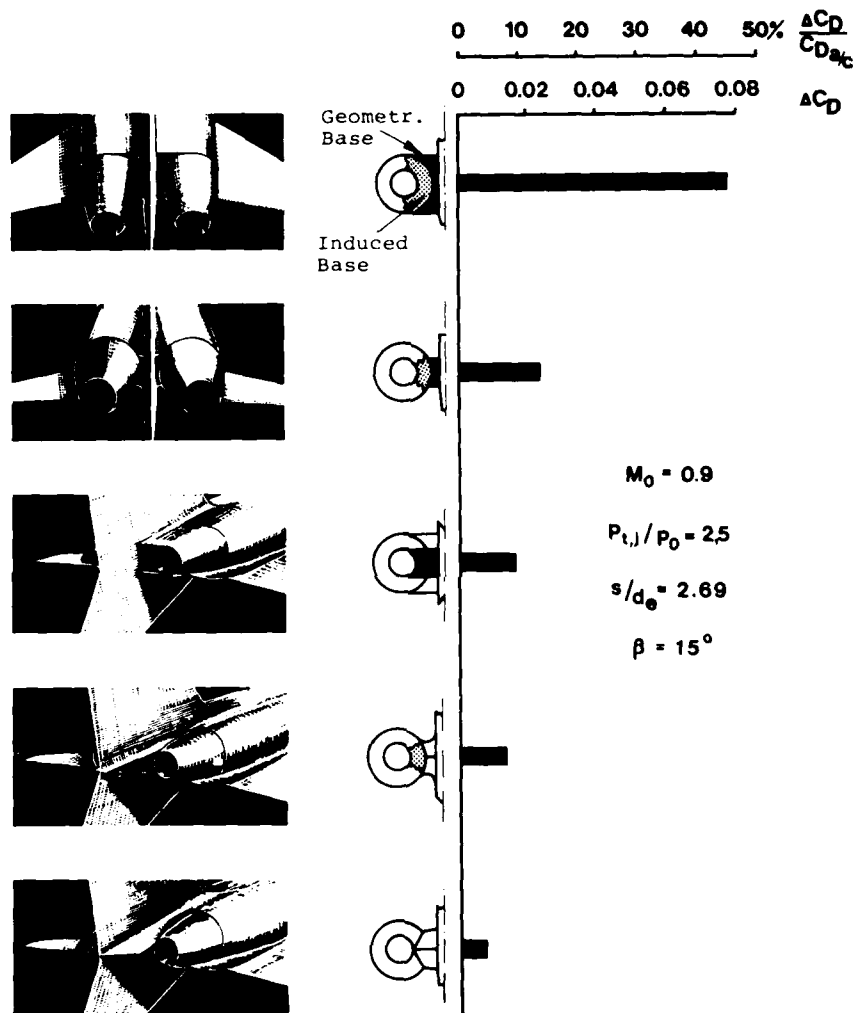 0 10 20 30 40 50% ΔC_D / C_D a/c
0 0.02 0.04 0.06 0.08 ΔC_D
Geometr.
Base
Induced
Base
M_0 = 0.9
P_t,j / P_0 = 2,5
s/d_e = 2.69
β = 15°